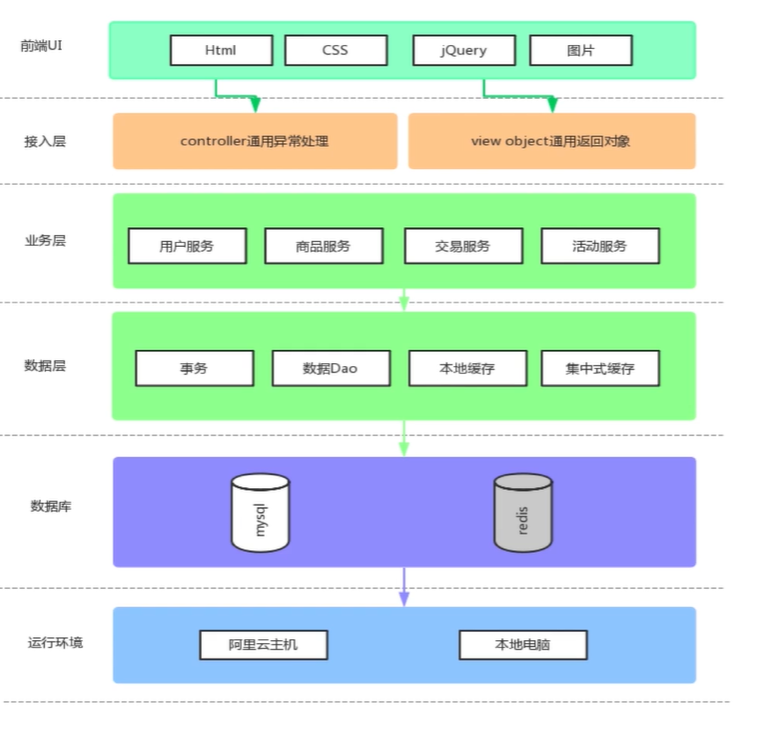 前端UI
Html
CSS
jQuery
图片
接入层
controller通用异常处理
view object通用返回对象
业务层
用户服务
商品服务
交易服务
活动服务
数据层
事务
数据Dao
本地缓存
集中式缓存
数据库
mysql
redis
运行环境
阿里云主机
本地电脑